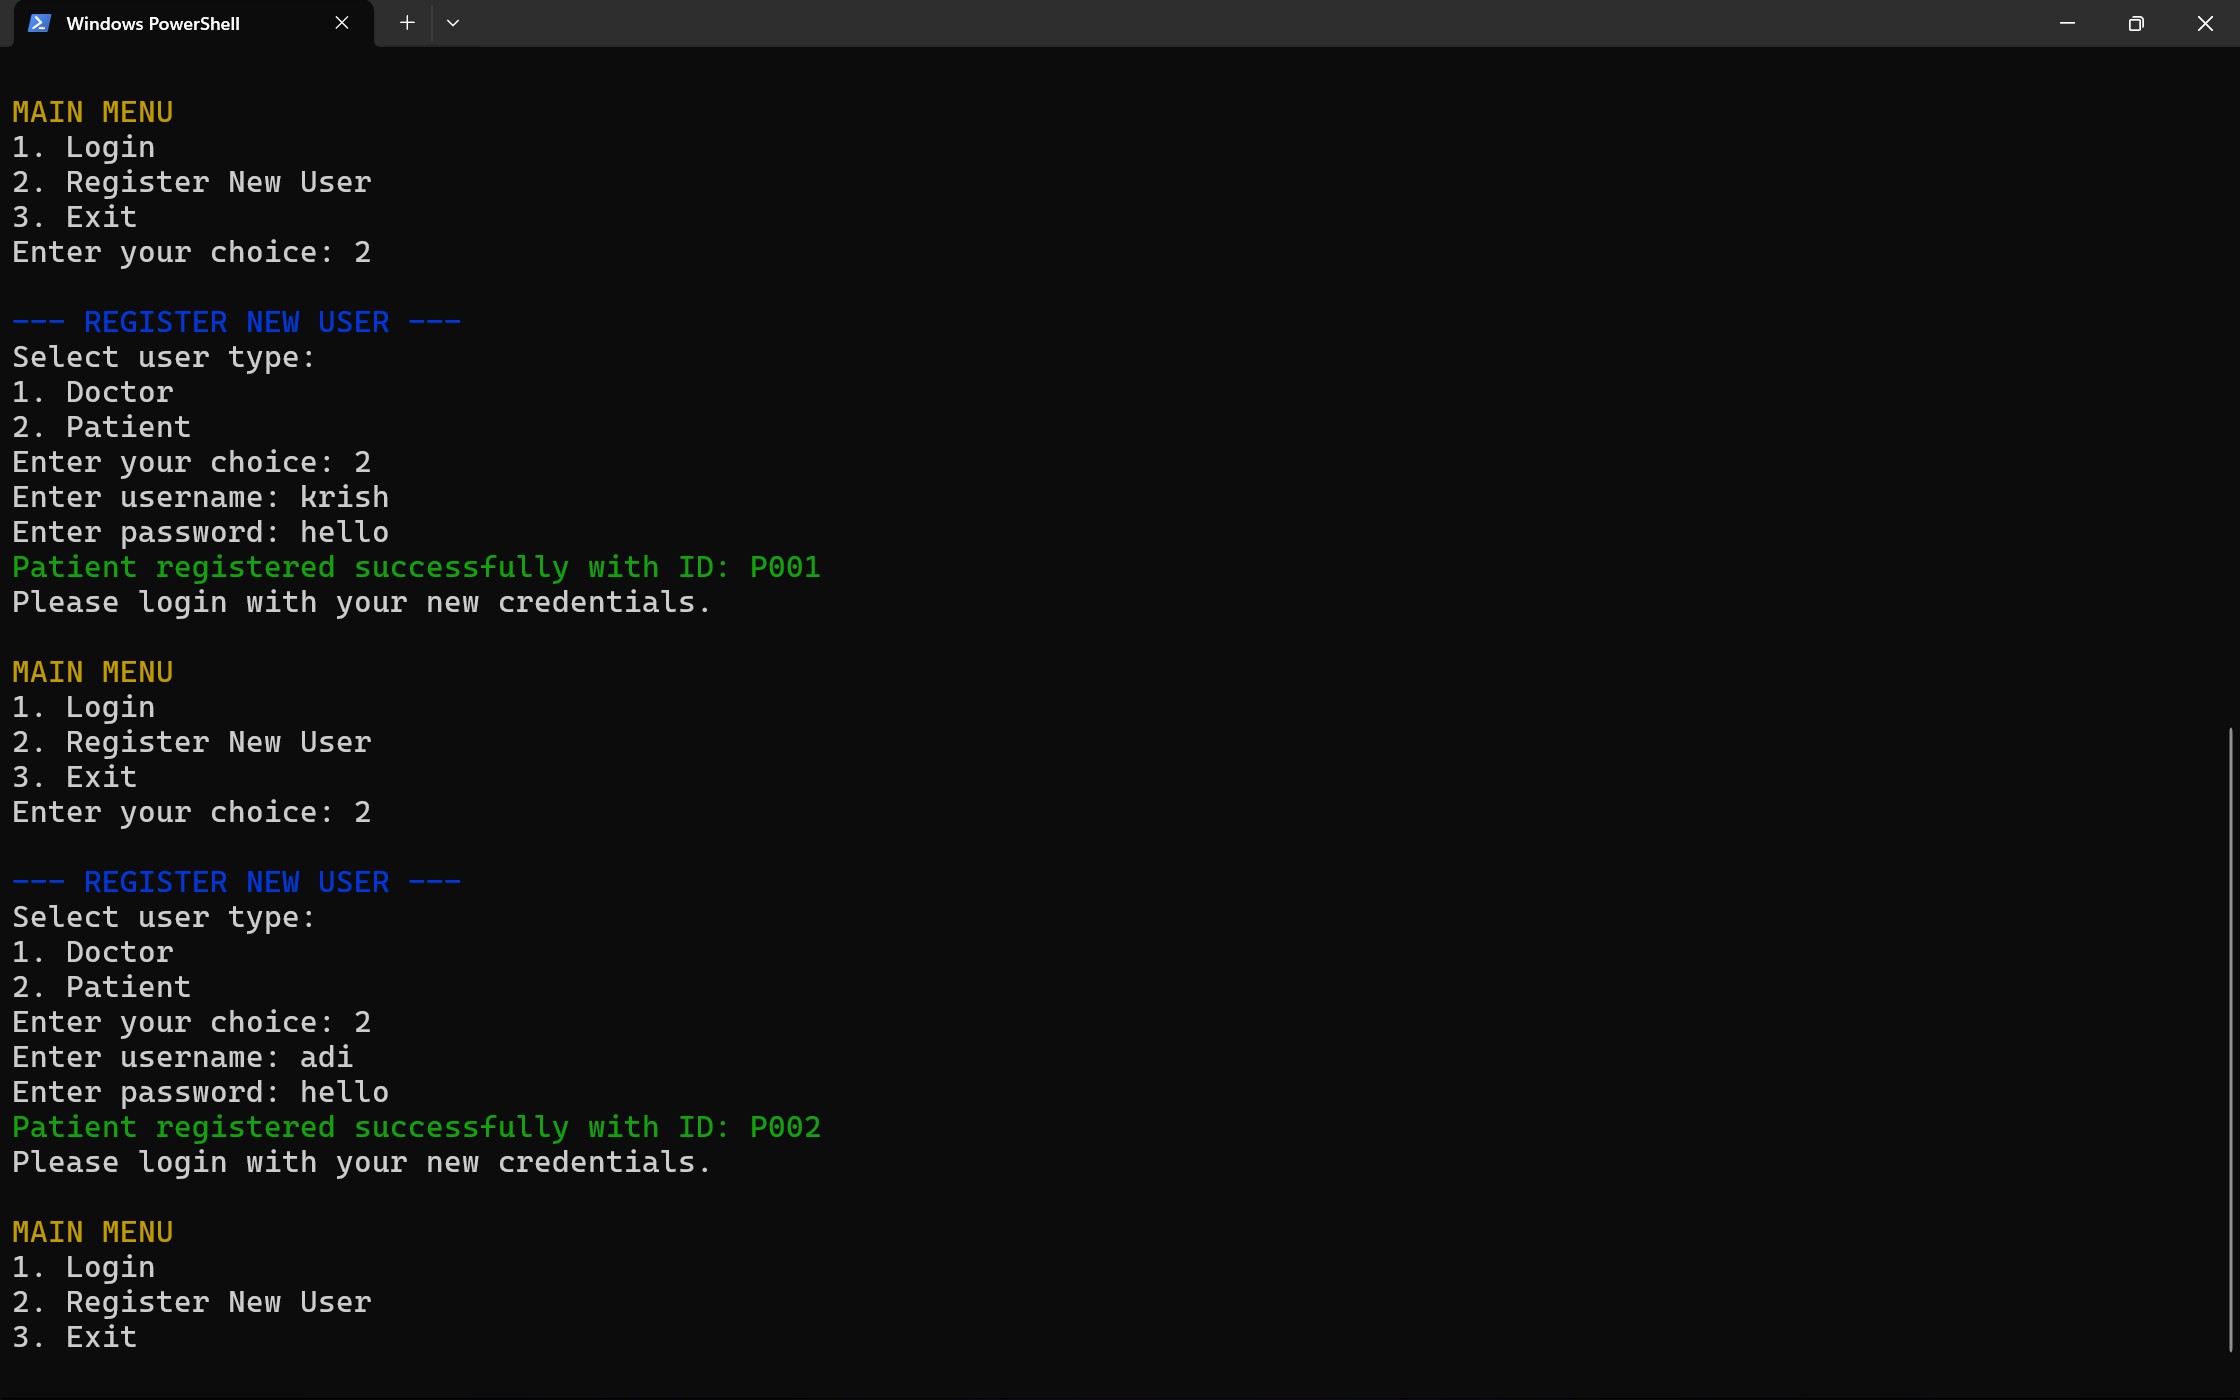 Windows PowerShell
MAIN MENU
1. Login
2. Register New User
3. Exit
Enter your choice: 2
--- REGISTER NEW USER ---
Select user type:
1. Doctor
2. Patient
Enter your choice: 2
Enter username: krish
Enter password: hello
Patient registered successfully with ID: P001
Please login with your new credentials.
MAIN MENU
1. Login
2. Register New User
3. Exit
Enter your choice: 2
--- REGISTER NEW USER ---
Select user type:
1. Doctor
2. Patient
Enter your choice: 2
Enter username: adi
Enter password: hello
Patient registered successfully with ID: P002
Please login with your new credentials.
MAIN MENU
1. Login
2. Register New User
3. Exit